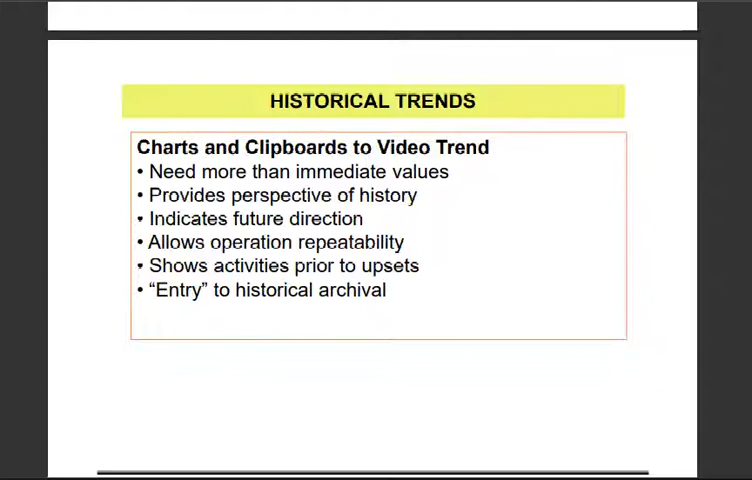 HISTORICAL TRENDS
Charts and Clipboards to Video Trend
• Need more than immediate values
• Provides perspective of history
• Indicates future direction
• Allows operation repeatability
• Shows activities prior to upsets
• “Entry” to historical archival